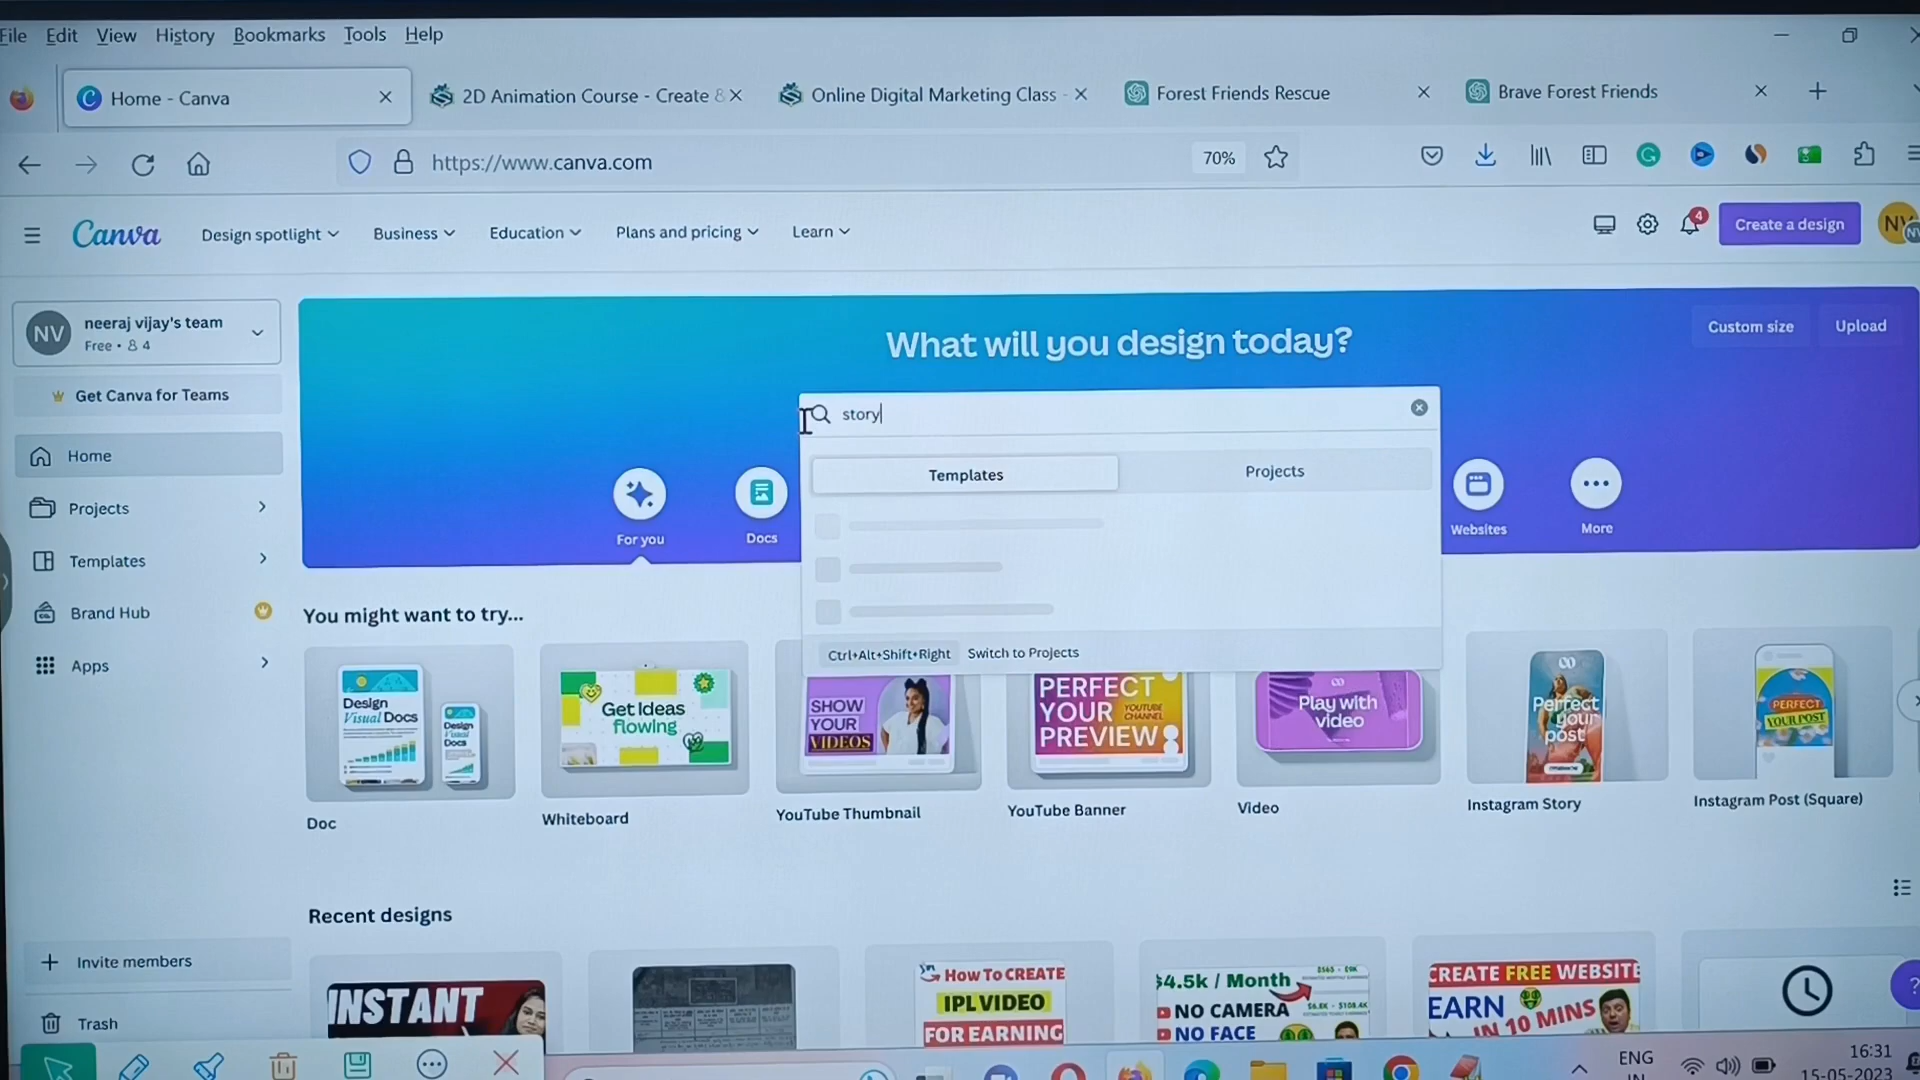 File Edit View History Bookmarks Tools Help
Home - Canva
2D Animation Course - Create &
Online Digital Marketing Class -
Forest Friends Rescue
Brave Forest Friends
https://www.canva.com
70%
Canva
Design spotlight
Business
Education
Plans and pricing
Learn
4
Create a design
NV
NV
neeraj vijay's team
Free • 4
Get Canva for Teams
Home
Projects
Templates
Brand Hub
Apps
Invite members
Trash
What will you design today?
Custom size
Upload
story
Templates
Projects
Ctrl+Alt+Shift+Right Switch to Projects
For you
Docs
Websites
More
You might want to try...
Design
Visual Docs
Design
Visual
Docs
Get Ideas
flowing
SHOW
YOUR
VIDEOS
PERFECT
YOUR
PREVIEW
YOUTUBE
CHANNEL
Play with
video
Perfect
your
post
PERFECT
YOUR POST
Doc
Whiteboard
YouTube Thumbnail
YouTube Banner
Video
Instagram Story
Instagram Post (Square)
Recent designs
INSTANT
How To CREATE
IPL VIDEO
FOR EARNING
$4.5k / Month
NO CAMERA
NO FACE
$565 - $9K
$6.8K - $108.4K
CREATE FREE WEBSITE
EARN
IN 10 MINS
?
ENG
IN
16:31
15-05-2023